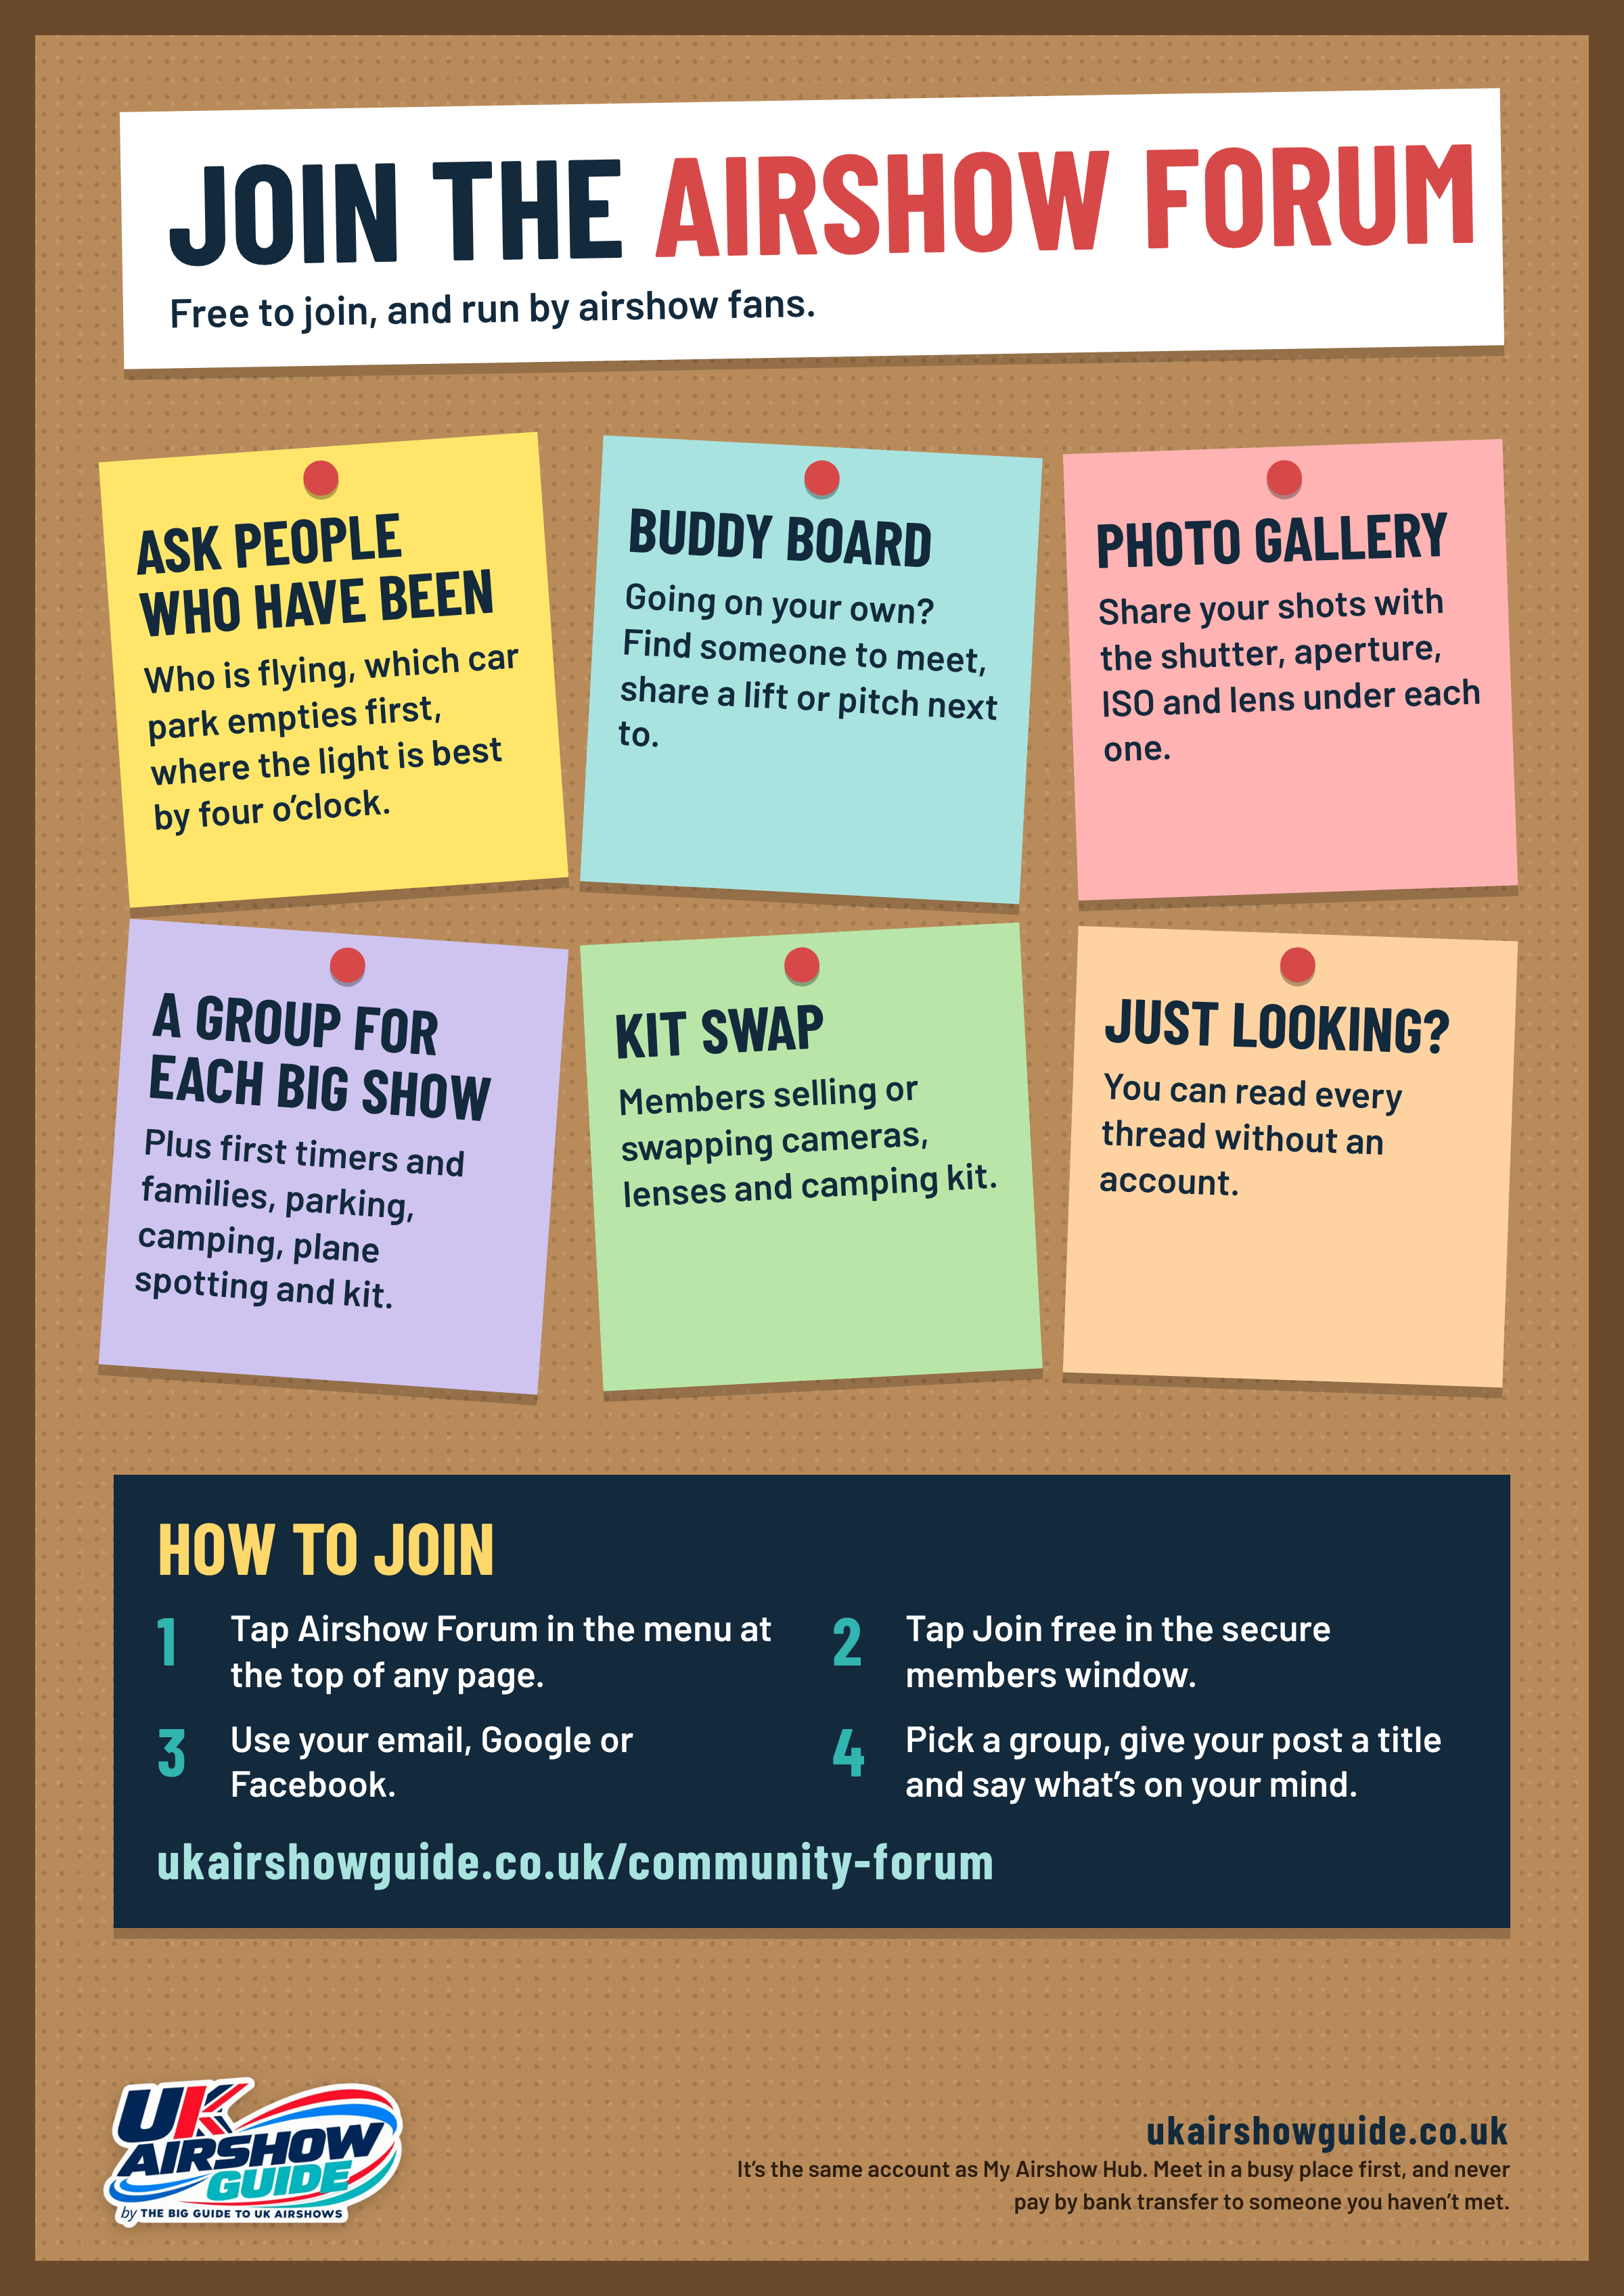 JOIN THE AIRSHOW FORUM
Free to join, and run by airshow fans.
ASK PEOPLE
WHO HAVE BEEN
Who is flying, which car
park empties first,
where the light is best
by four o’clock.
BUDDY BOARD
Going on your own?
Find someone to meet,
share a lift or pitch next
to.
PHOTO GALLERY
Share your shots with
the shutter, aperture,
ISO and lens under each
one.
A GROUP FOR
EACH BIG SHOW
Plus first timers and
families, parking,
camping, plane
spotting and kit.
KIT SWAP
Members selling or
swapping cameras,
lenses and camping kit.
JUST LOOKING?
You can read every
thread without an
account.
HOW TO JOIN
1 Tap Airshow Forum in the menu at
the top of any page.
2 Tap Join free in the secure
members window.
3 Use your email, Google or
Facebook.
4 Pick a group, give your post a title
and say what’s on your mind.
ukairshowguide.co.uk/community-forum
UK
AIRSHOW
GUIDE
by THE BIG GUIDE TO UK AIRSHOWS
ukairshowguide.co.uk
It’s the same account as My Airshow Hub. Meet in a busy place first, and never
pay by bank transfer to someone you haven’t met.